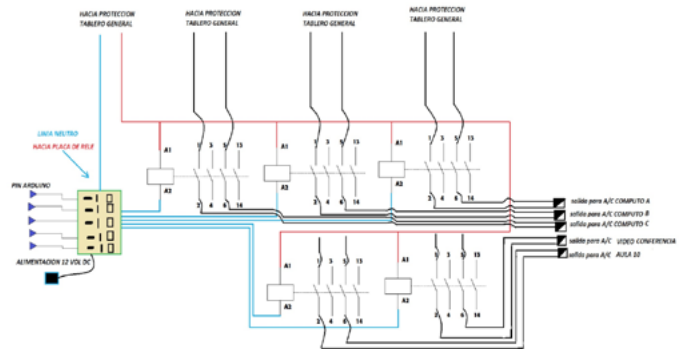 HACIA PROTECCION
TABLERO GENERAL
HACIA PROTECCION
TABLERO GENERAL
HACIA PROTECCION
TABLERO GENERAL
HACIA PROTECCION
TABLERO GENERAL
LINEA NEUTRO
HACIA PLACA DE RELE
PIN ARDUINO
ALIMENTACION 12 VOL DC
A1
A2
1 3 5 13
2 4 6 14
A1
A2
1 3 5 13
2 4 6 14
A1
A2
1 3 5 13
2 4 6 14
salida para A/C COMPUTO A
salida para A/C COMPUTO B
salida para A/C COMPUTO C
salida para A/C VIDEO CONFERENCIA
salida para A/C AULA 10
A1
A2
1 3 5 13
2 4 6 14
A1
A2
1 3 5 13
2 4 6 14